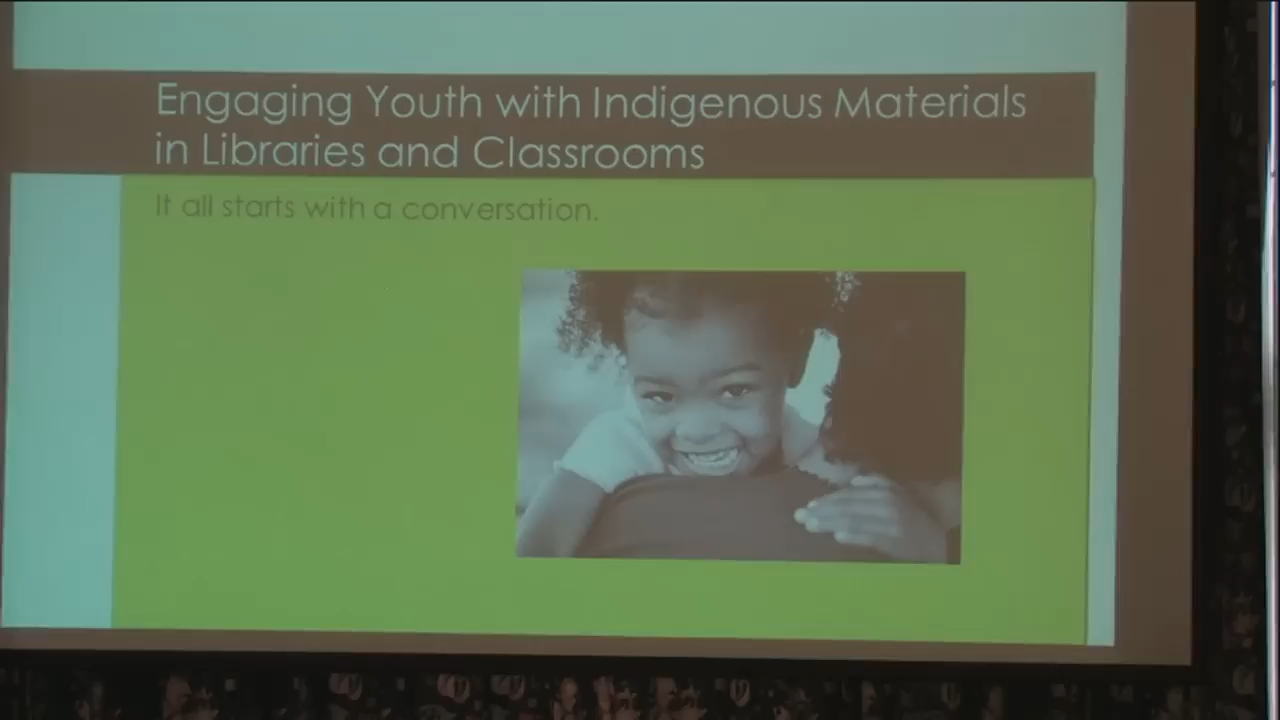 Engaging Youth with Indigenous Materials
in Libraries and Classrooms
It all starts with a conversation.